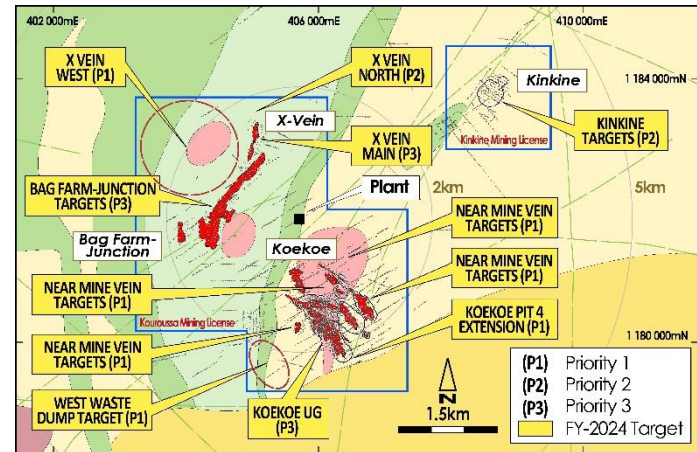 402 000mE
406 000mE
410 000mE
X VEIN
WEST (P1)
X VEIN
NORTH (P2)
Kinkine
1 184 000mN
X-Vein
KINKINE
TARGETS (P2)
X VEIN
MAIN (P3)
Kinkine Mining License
BAG FARM-JUNCTION
TARGETS (P3)
Plant
2km
5km
NEAR MINE VEIN
TARGETS (P1)
Bag Farm-
Junction
Koekoe
NEAR MINE VEIN
TARGETS (P1)
NEAR MINE VEIN
TARGETS (P1)
Kouroussa Mining License
KOEKOE PIT 4
EXTENSION (P1)
1 180 000mN
NEAR MINE VEIN
TARGETS (P1)
WEST WASTE
DUMP TARGET (P1)
KOEKOE UG
(P3)
N
1.5km
(P1) Priority 1
(P2) Priority 2
(P3) Priority 3
FY-2024 Target